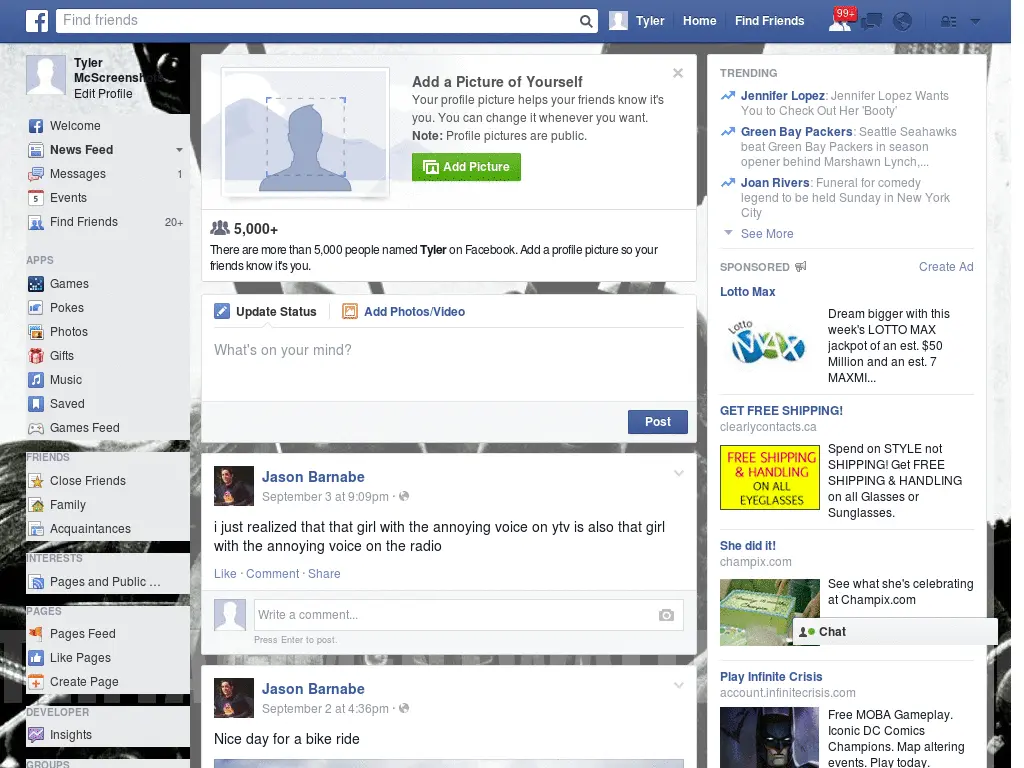 Find friends
Tyler
Home
Find Friends
99+
Tyler
McScreenshots
Edit Profile
Welcome
News Feed
Messages 1
Events
Find Friends 20+
APPS
Games
Pokes
Photos
Gifts
Music
Saved
Games Feed
FRIENDS
Close Friends
Family
Acquaintances
INTERESTS
Pages and Public ...
PAGES
Pages Feed
Like Pages
Create Page
DEVELOPER
Insights
GROUPS
Add a Picture of Yourself
Your profile picture helps your friends know it's
you. You can change it whenever you want.
Note: Profile pictures are public.
Add Picture
5,000+
There are more than 5,000 people named Tyler on Facebook. Add a profile picture so your
friends know it's you.
Update Status
Add Photos/Video
What's on your mind?
Post
Jason Barnabe
September 3 at 9:09pm ·
i just realized that that girl with the annoying voice on ytv is also that girl
with the annoying voice on the radio
Like · Comment · Share
Write a comment...
Press Enter to post.
Jason Barnabe
September 2 at 4:36pm ·
Nice day for a bike ride
TRENDING
Jennifer Lopez: Jennifer Lopez Wants
You to Check Out Her 'Booty'
Green Bay Packers: Seattle Seahawks
beat Green Bay Packers in season
opener behind Marshawn Lynch,...
Joan Rivers: Funeral for comedy
legend to be held Sunday in New York
City
See More
SPONSORED
Create Ad
Lotto Max
Lotto
MAX
Dream bigger with this
week's LOTTO MAX
jackpot of an est. $50
Million and an est. 7
MAXMI...
GET FREE SHIPPING!
clearlycontacts.ca
FREE SHIPPING
& HANDLING
ON ALL
EYEGLASSES
Spend on STYLE not
SHIPPING! Get FREE
SHIPPING & HANDLING
on all Glasses or
Sunglasses.
She did it!
champix.com
See what she's celebrating
at Champix.com
Chat
Play Infinite Crisis
account.infinitecrisis.com
Free MOBA Gameplay.
Iconic DC Comics
Champions. Map altering
events. Play today.